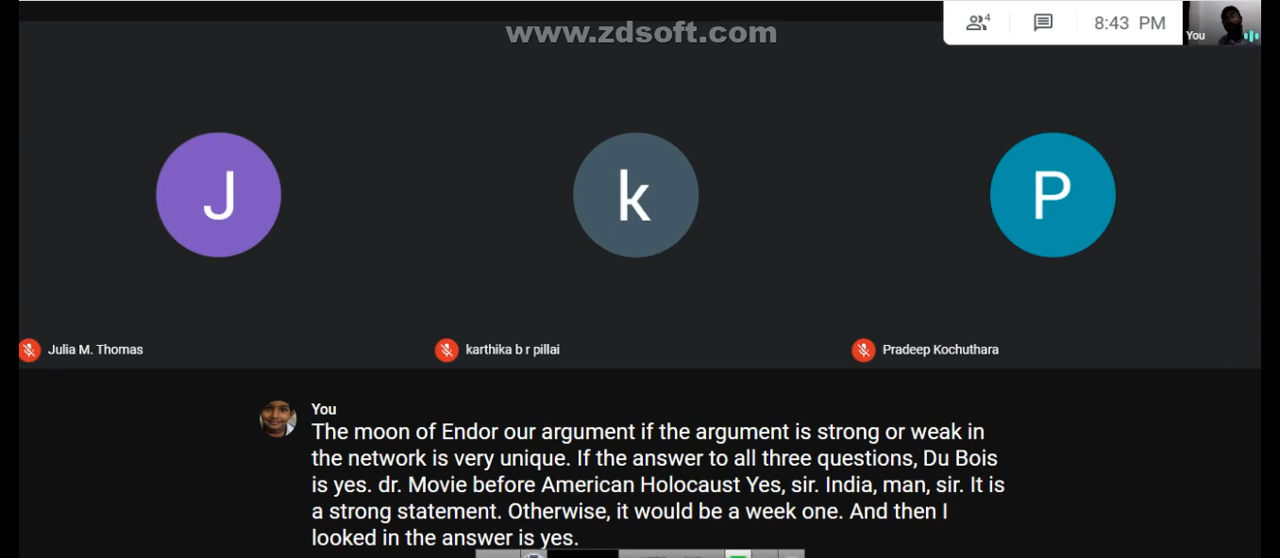 www.zdsoft.com
4
8:43 PM
You
J
k
P
Julia M. Thomas
karthika b r pillai
Pradeep Kochuthara
You
The moon of Endor our argument if the argument is strong or weak in
the network is very unique. If the answer to all three questions, Du Bois
is yes. dr. Movie before American Holocaust Yes, sir. India, man, sir. It is
a strong statement. Otherwise, it would be a week one. And then I
looked in the answer is yes.